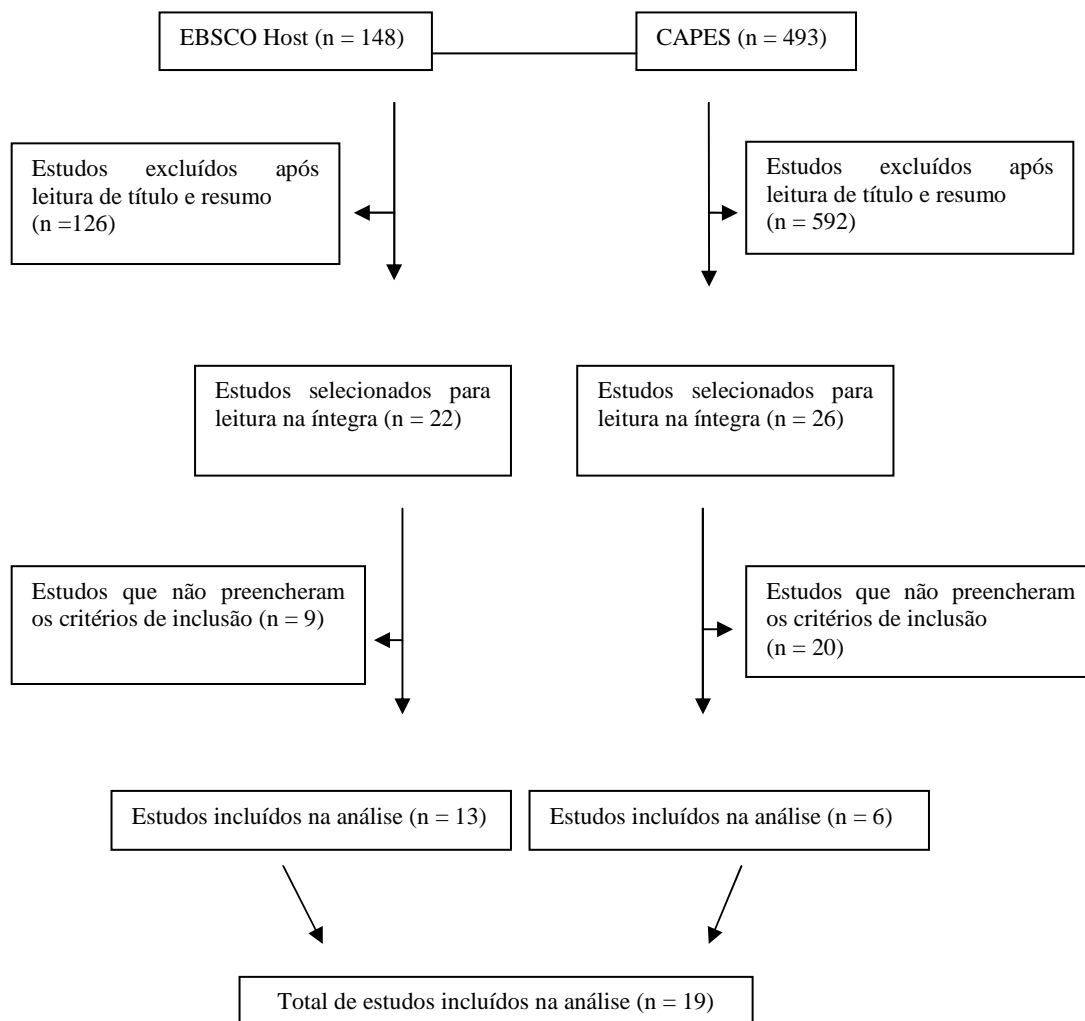 EBSCO Host (n = 148)
CAPES (n = 493)
Estudos excluídos após
leitura de título e resumo
(n =126)
Estudos excluídos após
leitura de título e resumo
(n = 592)
Estudos selecionados para
leitura na íntegra (n = 22)
Estudos selecionados para
leitura na íntegra (n = 26)
Estudos que não preencheram
os critérios de inclusão (n = 9)
Estudos que não preencheram
os critérios de inclusão
(n = 20)
Estudos incluídos na análise (n = 13)
Estudos incluídos na análise (n = 6)
Total de estudos incluídos na análise (n = 19)